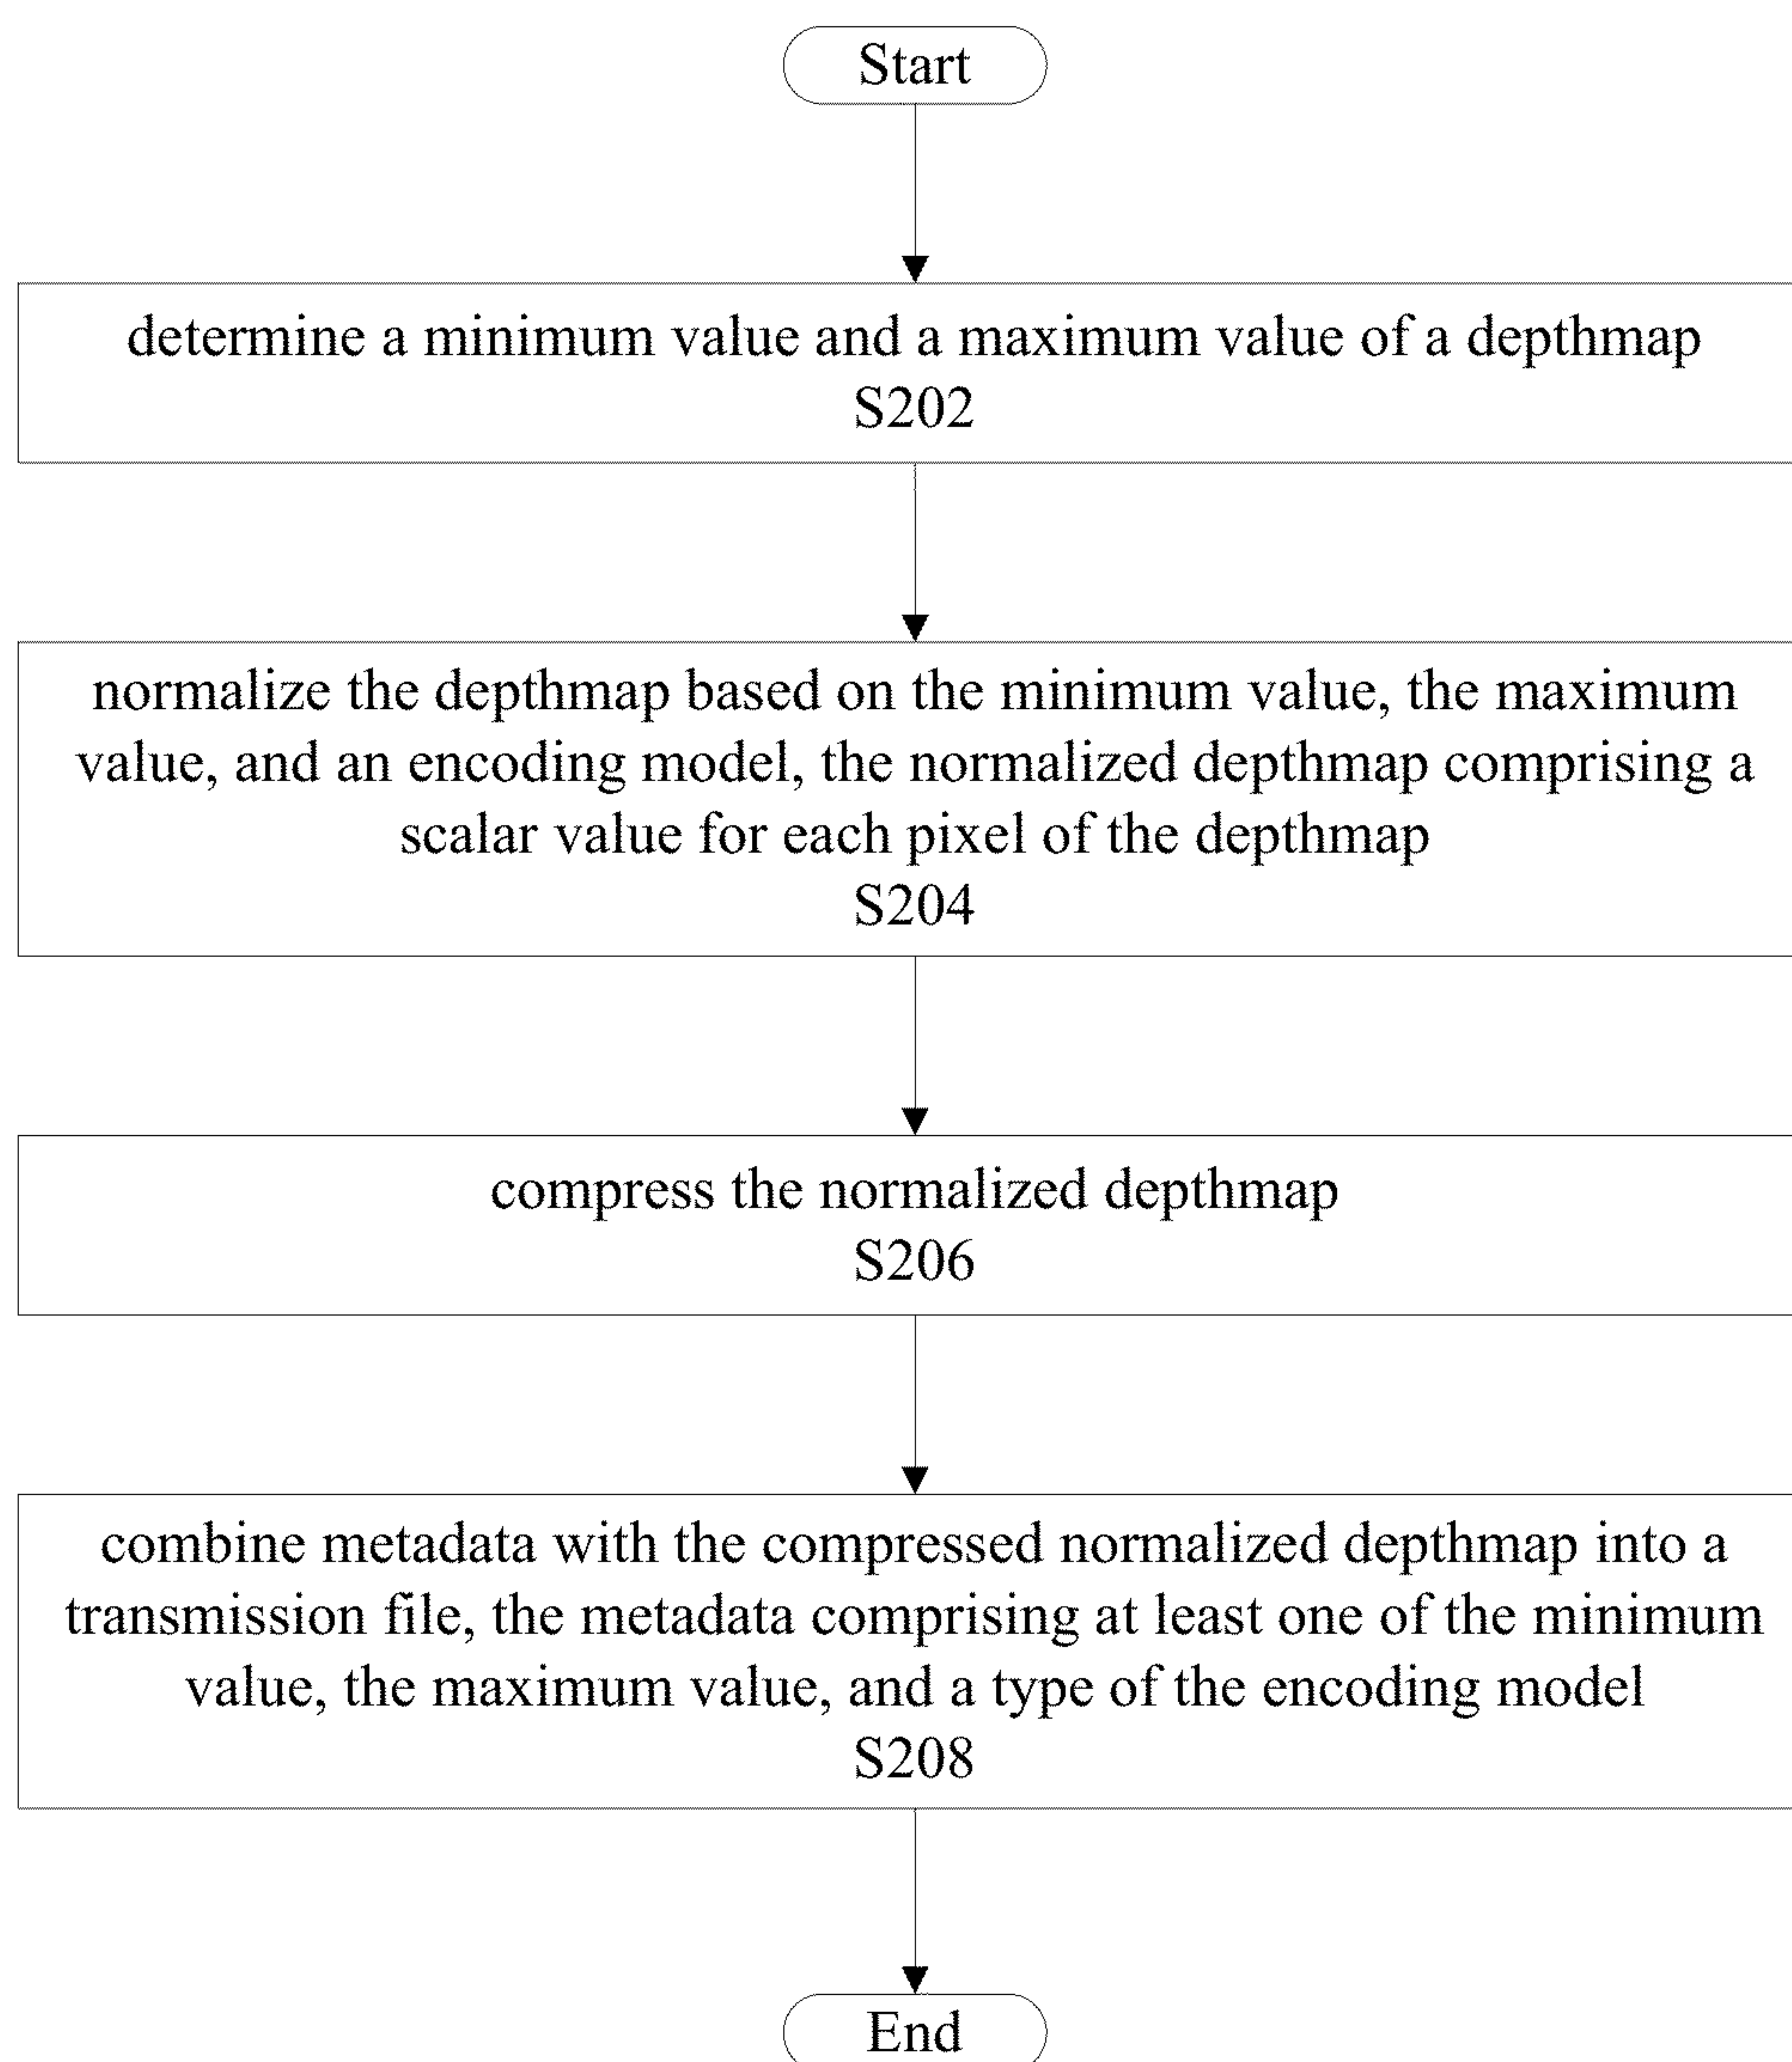 Start
determine a minimum value and a maximum value of a depthmap
S202
normalize the depthmap based on the minimum value, the maximum
value, and an encoding model, the normalized depthmap comprising a
scalar value for each pixel of the depthmap
S204
compress the normalized depthmap
S206
combine metadata with the compressed normalized depthmap into a
transmission file, the metadata comprising at least one of the minimum
value, the maximum value, and a type of the encoding model
S208
End